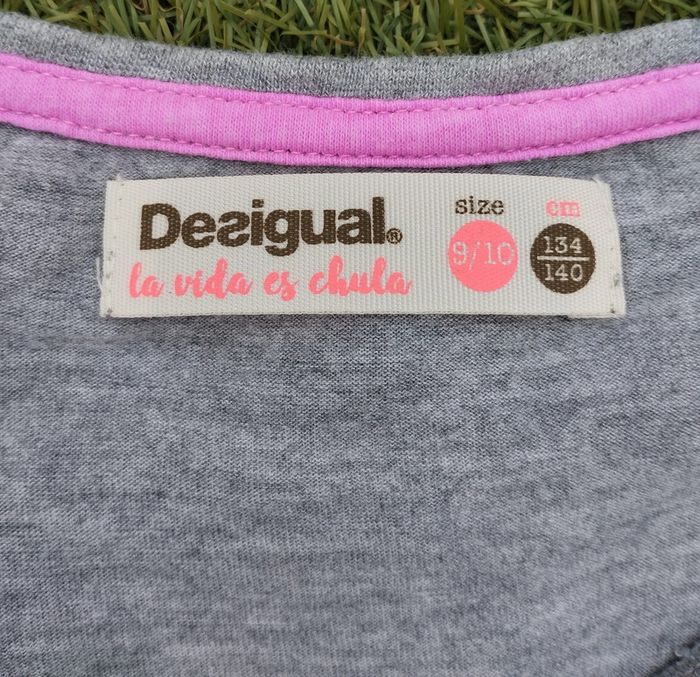 Desigual.®
la vida es chula
size
9/10
cm
134
140